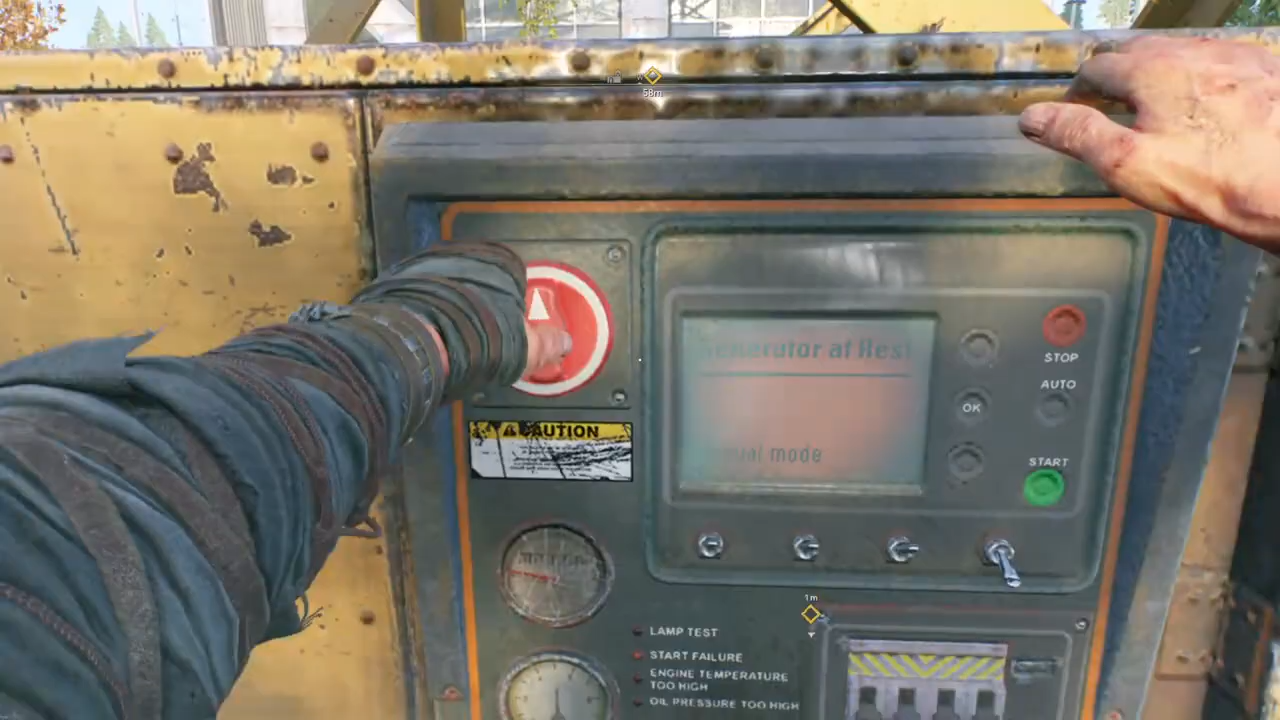 58m
Generator at Rest
mode
STOP
AUTO
OK
START
CAUTION
1m
LAMP TEST
START FAILURE
ENGINE TEMPERATURE
TOO HIGH
OIL PRESSURE TOO HIGH